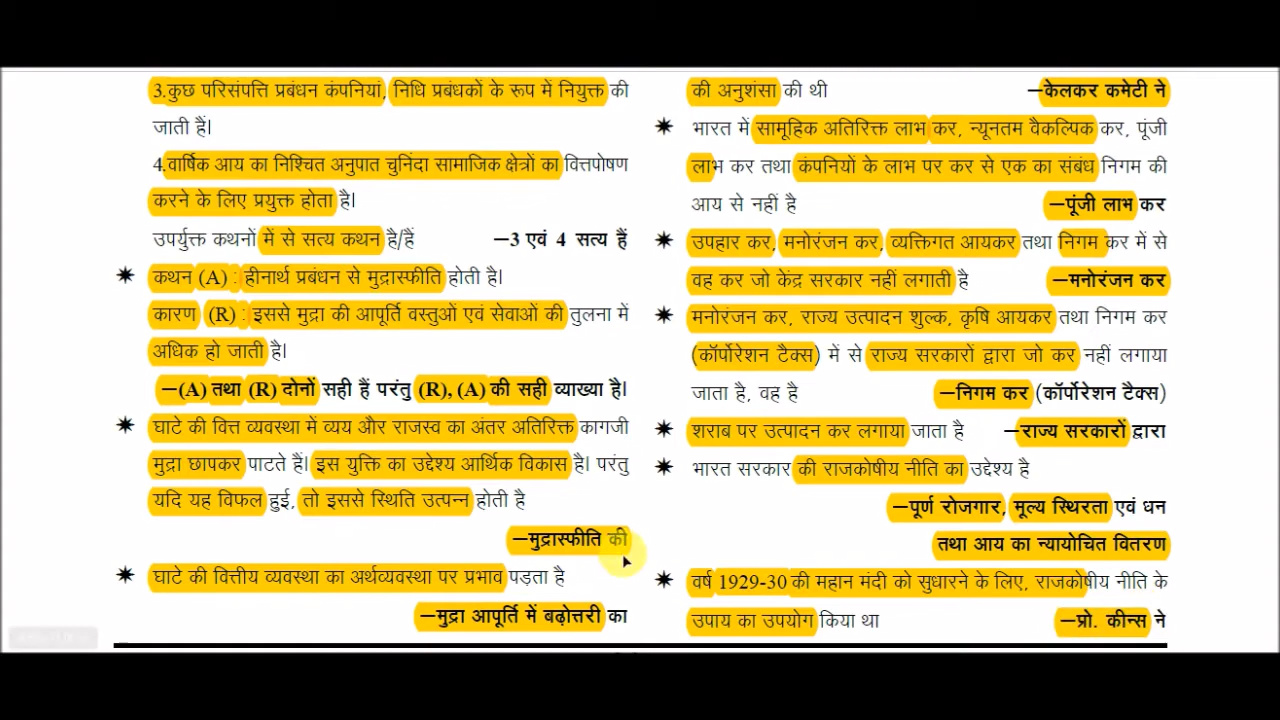 3.कुछ परिसंपत्ति प्रबंधन कंपनियां, निधि प्रबंधकों के रूप में नियुक्त की
जाती हैं।
4.वार्षिक आय का निश्चित अनुपात चुनिंदा सामाजिक क्षेत्रों का वित्तपोषण
करने के लिए प्रयुक्त होता है।
उपर्युक्त कथनों में से सत्य कथन है/हैं –3 एवं 4 सत्य हैं
✷ कथन (A) : हीनार्थ प्रबंधन से मुद्रास्फीति होती है।
कारण (R) : इससे मुद्रा की आपूर्ति वस्तुओं एवं सेवाओं की तुलना में
अधिक हो जाती है।
–(A) तथा (R) दोनों सही हैं परंतु (R), (A) की सही व्याख्या है।
✷ घाटे की वित्त व्यवस्था में व्यय और राजस्व का अंतर अतिरिक्त कागजी
मुद्रा छापकर पाटते हैं। इस युक्ति का उद्देश्य आर्थिक विकास है। परंतु
यदि यह विफल हुई, तो इससे स्थिति उत्पन्न होती है
–मुद्रास्फीति की
✷ घाटे की वित्तीय व्यवस्था का अर्थव्यवस्था पर प्रभाव पड़ता है
–मुद्रा आपूर्ति में बढ़ोत्तरी का
की अनुशंसा की थी –केलकर कमेटी ने
✷ भारत में सामूहिक अतिरिक्त लाभ कर, न्यूनतम वैकल्पिक कर, पूंजी
लाभ कर तथा कंपनियों के लाभ पर कर से एक का संबंध निगम की
आय से नहीं है –पूंजी लाभ कर
✷ उपहार कर, मनोरंजन कर, व्यक्तिगत आयकर तथा निगम कर में से
वह कर जो केंद्र सरकार नहीं लगाती है –मनोरंजन कर
✷ मनोरंजन कर, राज्य उत्पादन शुल्क, कृषि आयकर तथा निगम कर
(कॉर्पोरेशन टैक्स) में से राज्य सरकारों द्वारा जो कर नहीं लगाया
जाता है, वह है –निगम कर (कॉर्पोरेशन टैक्स)
✷ शराब पर उत्पादन कर लगाया जाता है –राज्य सरकारों द्वारा
✷ भारत सरकार की राजकोषीय नीति का उद्देश्य है
–पूर्ण रोजगार, मूल्य स्थिरता एवं धन
तथा आय का न्यायोचित वितरण
✷ वर्ष 1929-30 की महान मंदी को सुधारने के लिए, राजकोषीय नीति के
उपाय का उपयोग किया था –प्रो. कीन्स ने